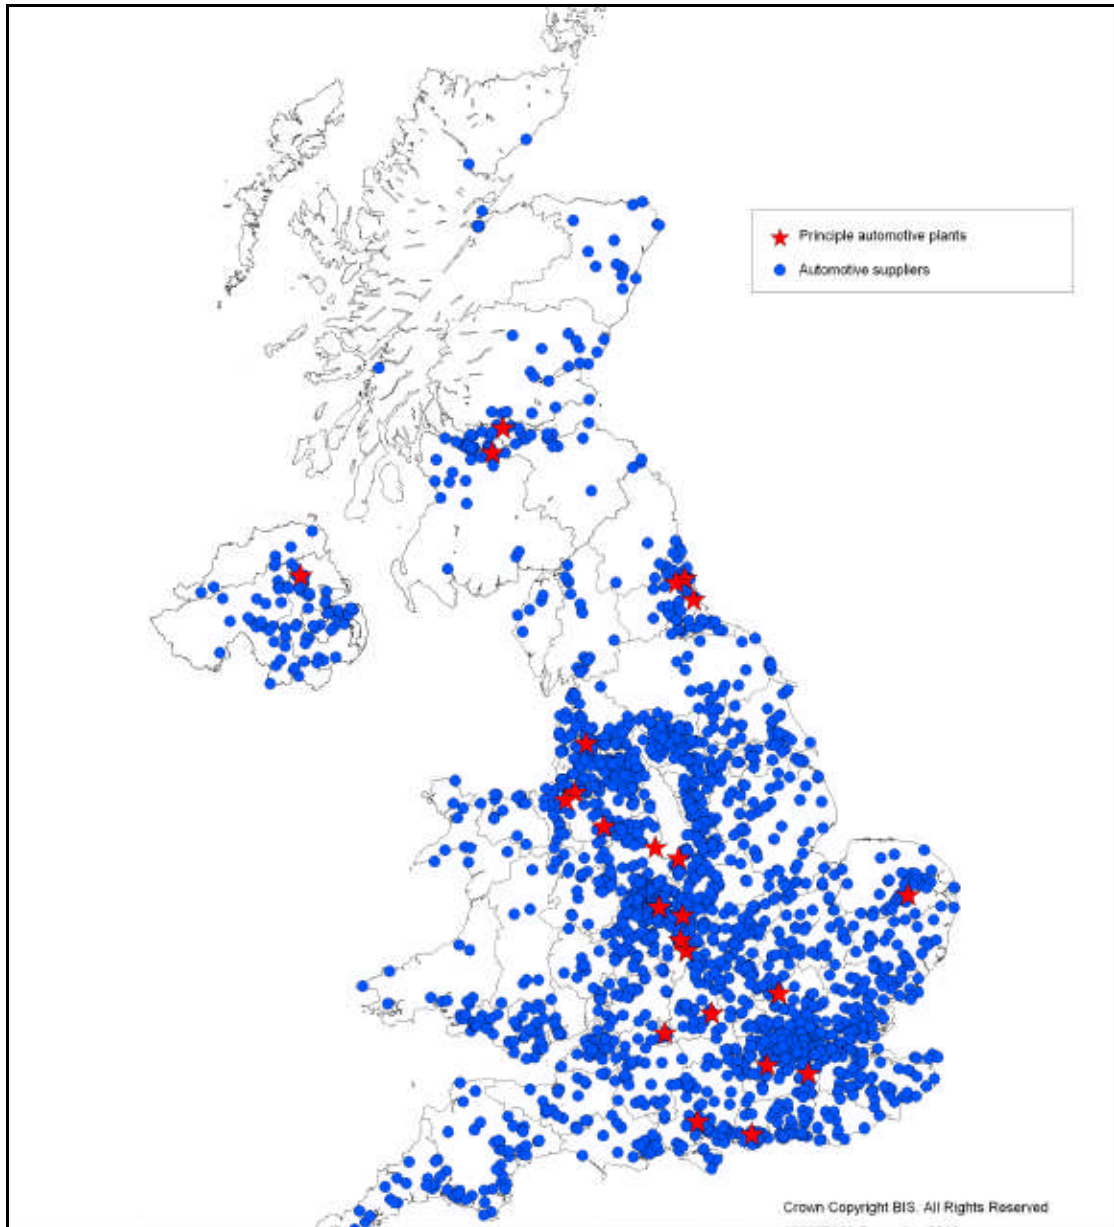 Principle automotive plants
Automotive suppliers
Crown Copyright BIS. All Rights Reserved